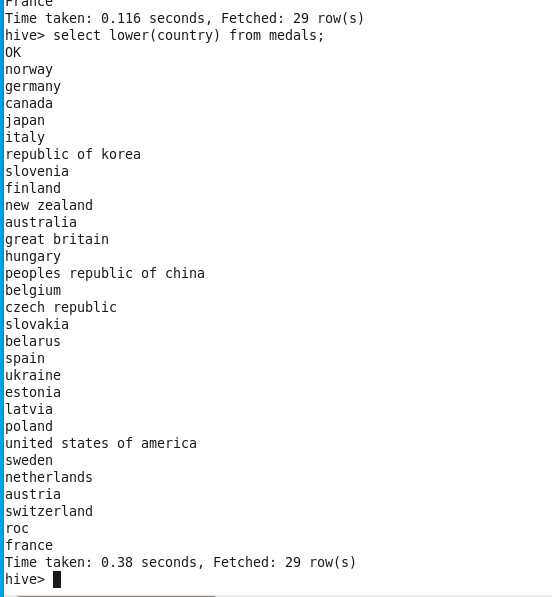 France
Time taken: 0.116 seconds, Fetched: 29 row(s)
hive> select lower(country) from medals;
OK
norway
germany
canada
japan
italy
republic of korea
slovenia
finland
new zealand
australia
great britain
hungary
peoples republic of china
belgium
czech republic
slovakia
belarus
spain
ukraine
estonia
latvia
poland
united states of america
sweden
netherlands
austria
switzerland
roc
france
Time taken: 0.38 seconds, Fetched: 29 row(s)
hive>